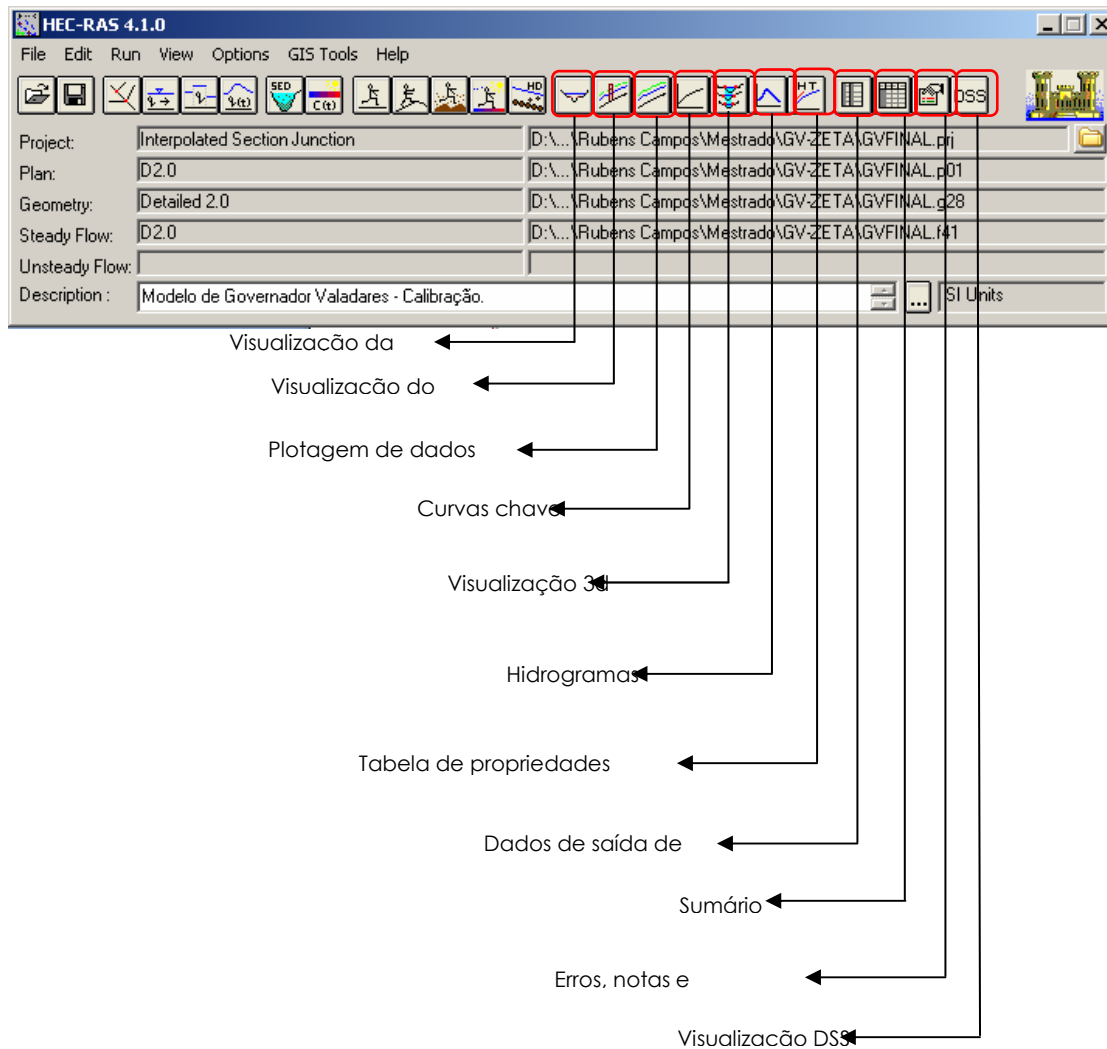 HEC-RAS 4.1.0
File Edit Run View Options GIS Tools Help
SED C(t) HD HT DSS
Project: Interpolated Section Junction D:\...\Rubens Campos\Mestrado\GV-ZETA\GVFINAL.prj
Plan: D2.0 D:\...\Rubens Campos\Mestrado\GV-ZETA\GVFINAL.p01
Geometry: Detailed 2.0 D:\...\Rubens Campos\Mestrado\GV-ZETA\GVFINAL.g28
Steady Flow: D2.0 D:\...\Rubens Campos\Mestrado\GV-ZETA\GVFINAL.f41
Unsteady Flow:
Description : Modelo de Governador Valadares - Calibração. ... SI Units
Visualização da
Visualização do
Plotagem de dados
Curvas chave
Visualização 3d
Hidrogramas
Tabela de propriedades
Dados de saída de
Sumário
Erros, notas e
Visualização DSS